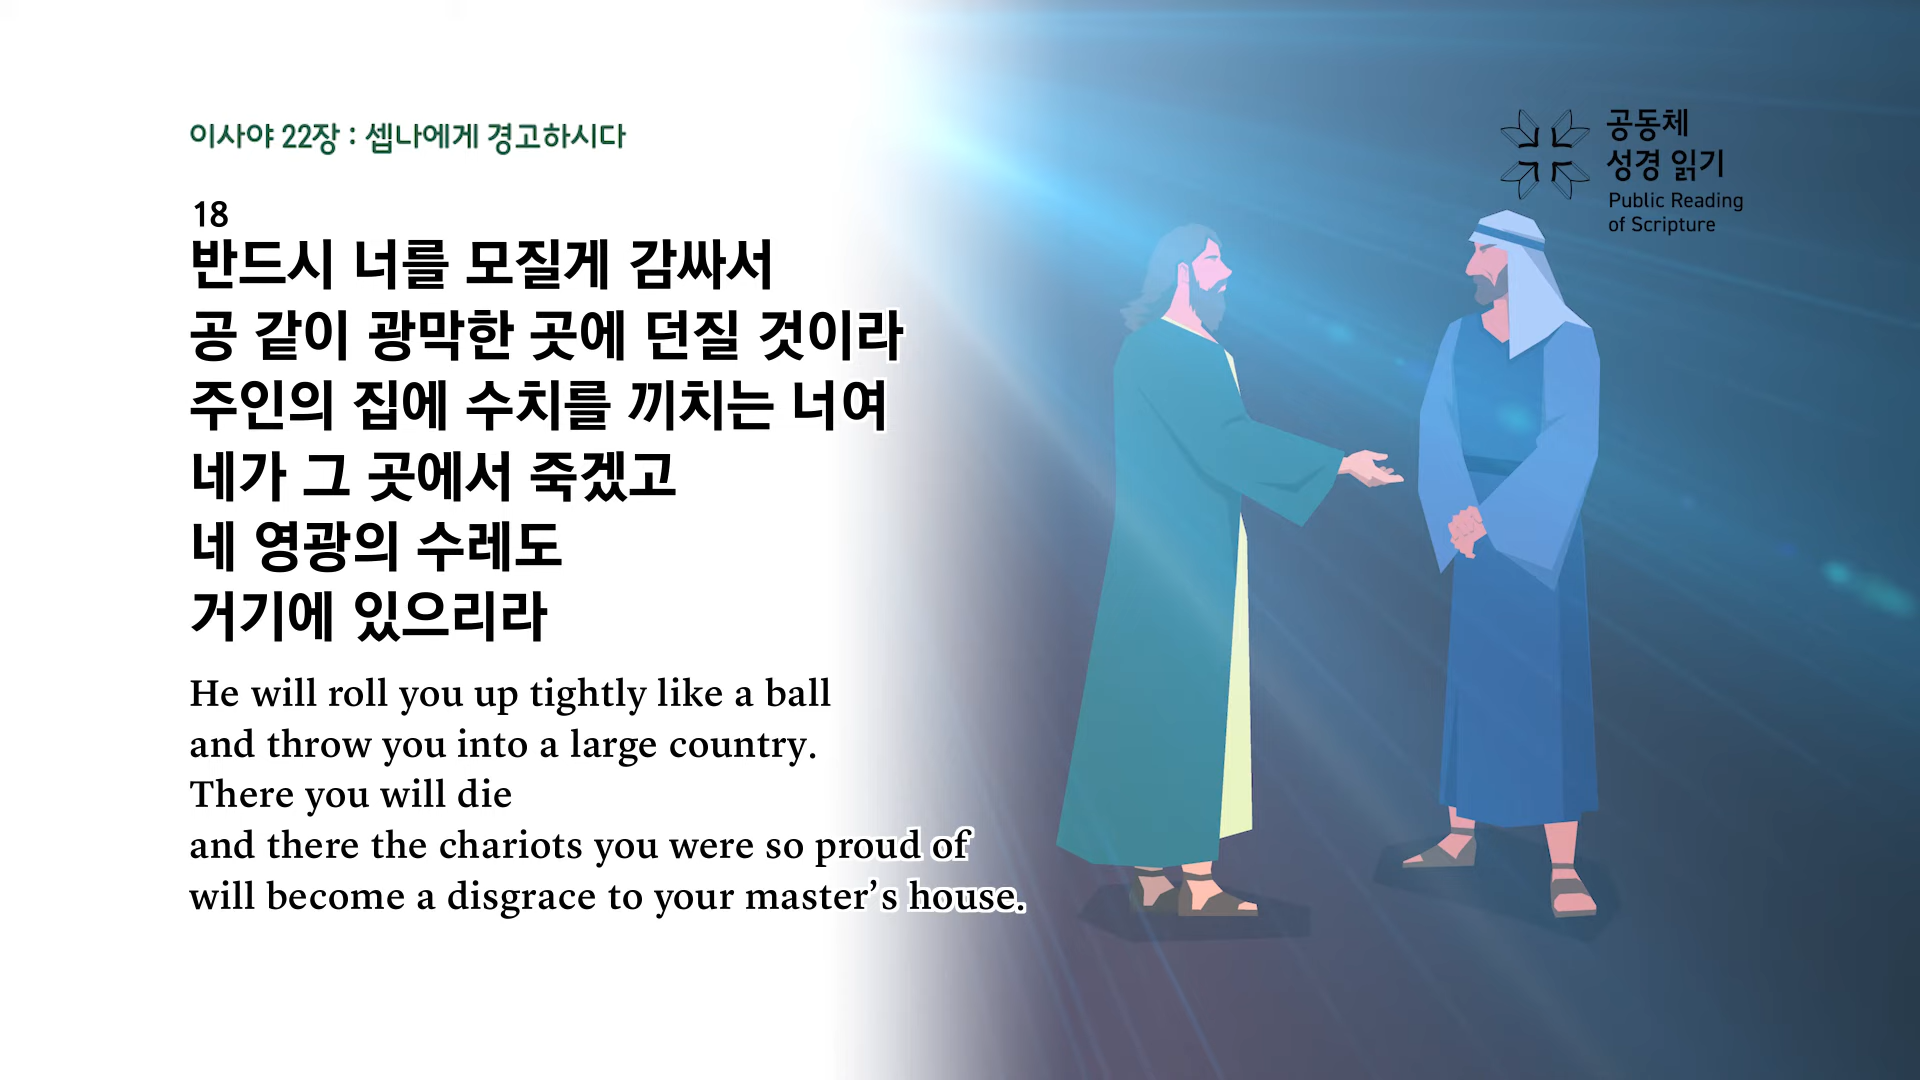 이사야 22장 : 셉나에게 경고하시다
18
반드시 너를 모질게 감싸서
공 같이 광막한 곳에 던질 것이라
주인의 집에 수치를 끼치는 너여
네가 그 곳에서 죽겠고
네 영광의 수레도
거기에 있으리라
He will roll you up tightly like a ball
and throw you into a large country.
There you will die
and there the chariots you were so proud of
will become a disgrace to your master’s house.
공동체
성경 읽기
Public Reading
of Scripture